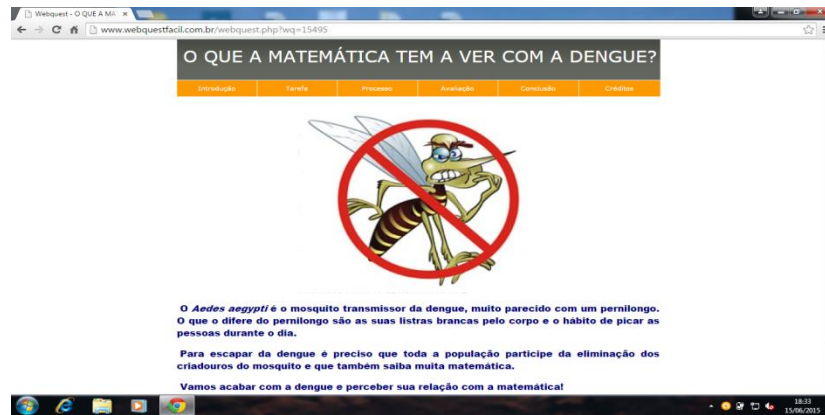 Webquest - O QUE A MA
www.webquestfacil.com.br/webquest.php?wq=15495
O QUE A MATEMÁTICA TEM A VER COM A DENGUE?
Introdução Tarefa Processo Avaliação Conclusão Créditos
O Aedes aegypti é o mosquito transmissor da dengue, muito parecido com um pernilongo.
O que o difere do pernilongo são as suas listras brancas pelo corpo e o hábito de picar as
pessoas durante o dia.
Para escapar da dengue é preciso que toda a população participe da eliminação dos
criadouros do mosquito e que também saiba muita matemática.
Vamos acabar com a dengue e perceber sua relação com a matemática!
18:33
15/06/2015